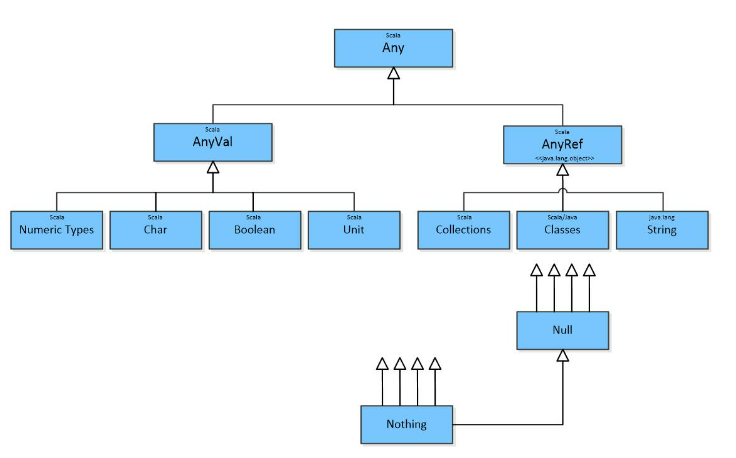 Scala
Any
Scala
AnyVal
Scala
AnyRef
<<java.lang.object>>
Scala
Numeric Types
Scala
Char
Scala
Boolean
Scala
Unit
Scala
Collections
Scala/Java
Classes
java.lang
String
Null
Nothing